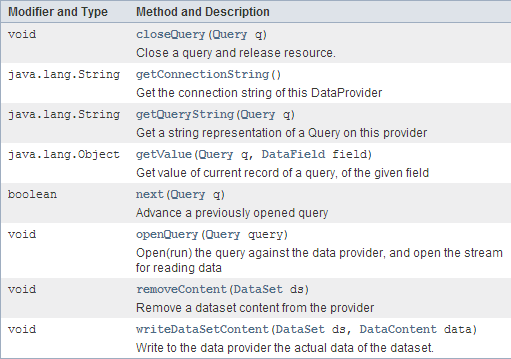 Modifier and Type Method and Description
void closeQuery(Query q)
Close a query and release resource.
java.lang.String getConnectionString()
Get the connection string of this DataProvider
java.lang.String getQueryString(Query q)
Get a string representation of a Query on this provider
java.lang.Object getValue(Query q, DataField field)
Get value of current record of a query, of the given field
boolean next(Query q)
Advance a previously opened query
void openQuery(Query query)
Open(run) the query against the data provider, and open the stream
for reading data
void removeContent(DataSet ds)
Remove a dataset content from the provider
void writeDataSetContent(DataSet ds, DataContent data)
Write to the data provider the actual data of the dataset.